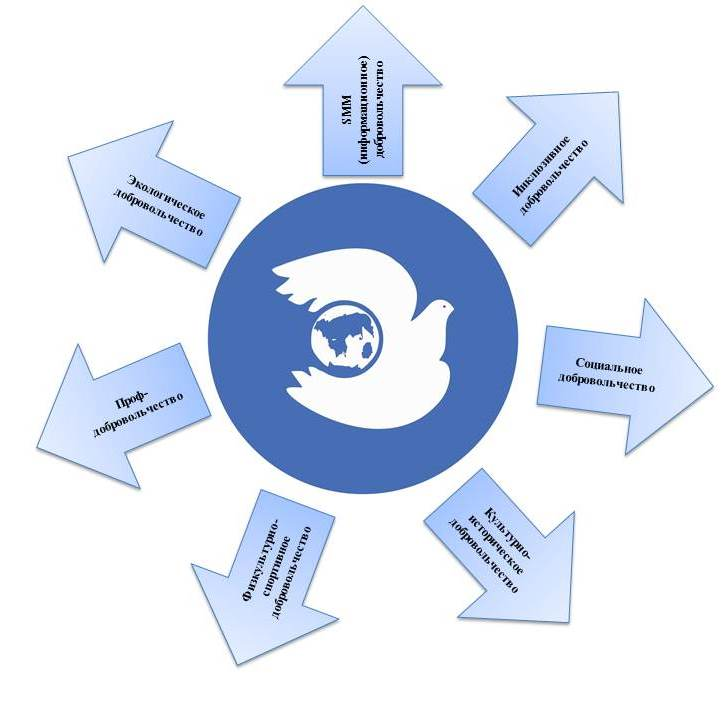 SMM
(информационное)
добровольчество
Инклюзивное
добровольчество
Социальное
добровольчество
Культурно-
историческое
добровольчество
Физкультурно-
спортивное
добровольчество
Проф-
добровольчество
Экологическое
добровольчество